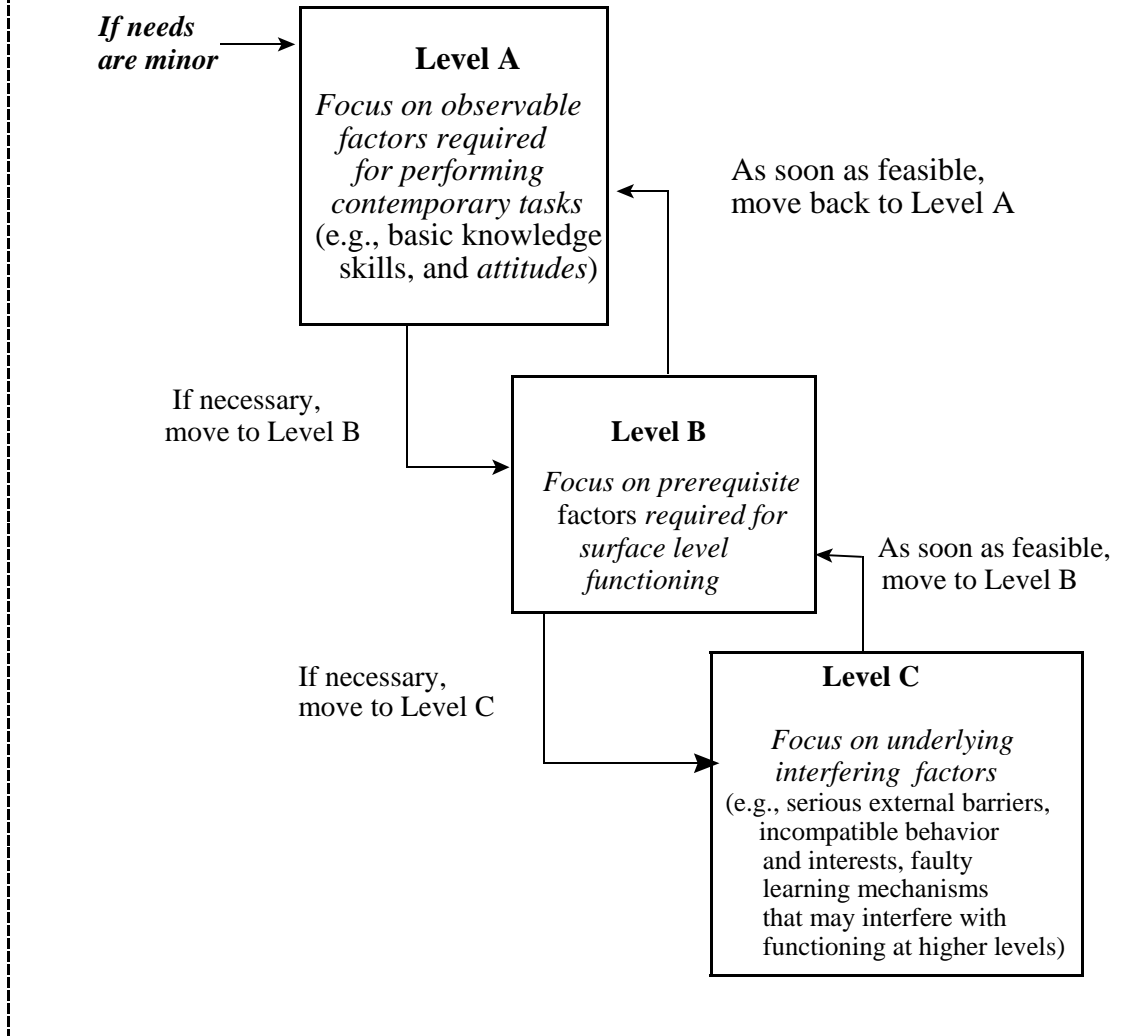 If needs
are minor
Level A
Focus on observable
factors required
for performing
contemporary tasks
(e.g., basic knowledge
skills, and attitudes)
As soon as feasible,
move back to Level A
If necessary,
move to Level B
Level B
Focus on prerequisite
factors required for
surface level
functioning
As soon as feasible,
move to Level B
If necessary,
move to Level C
Level C
Focus on underlying
interfering factors
(e.g., serious external barriers,
incompatible behavior
and interests, faulty
learning mechanisms
that may interfere with
functioning at higher levels)